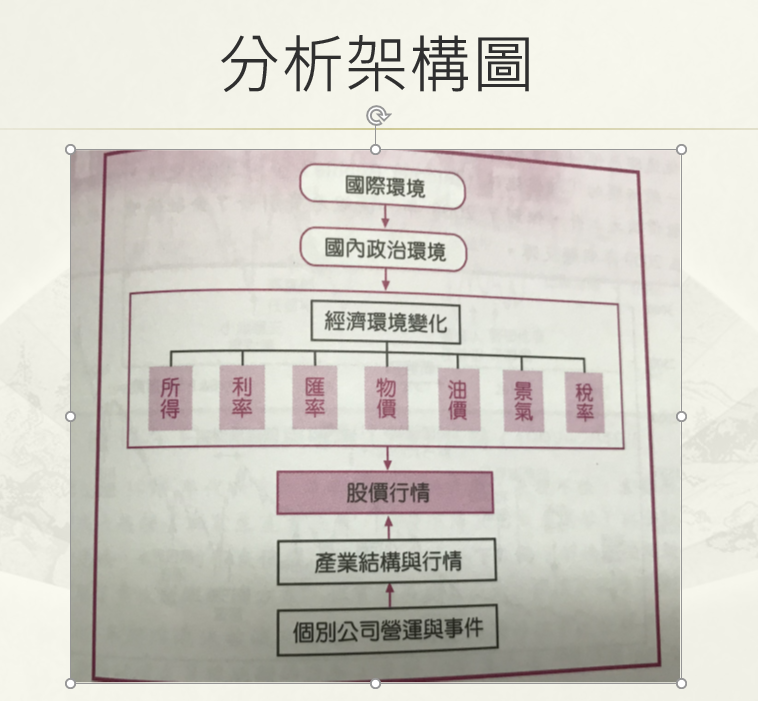 分析架構圖
國際環境
國內政治環境
經濟環境變化
所得
利率
匯率
物價
油價
景氣
稅率
股價行情
產業結構與行情
個別公司營運與事件